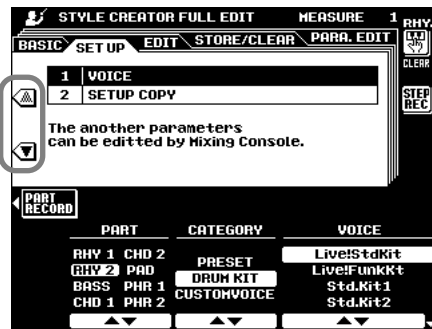 STYLE CREATOR FULL EDIT MEASURE 1
RHY.
BASIC SET UP EDIT STORE/CLEAR PARA. EDIT
CLEAR
1 VOICE
2 SETUP COPY
STEP
REC
The another parameters
can be editted by Mixing Console.
PART
RECORD
PART CATEGORY VOICE
RHY 1 CHD 2
RHY 2 PAD
BASS PHR 1
CHD 1 PHR 2
PRESET
DRUM KIT
CUSTOMVOICE
Live!StdKit
Live!FunkKt
Std.Kit1
Std.Kit2